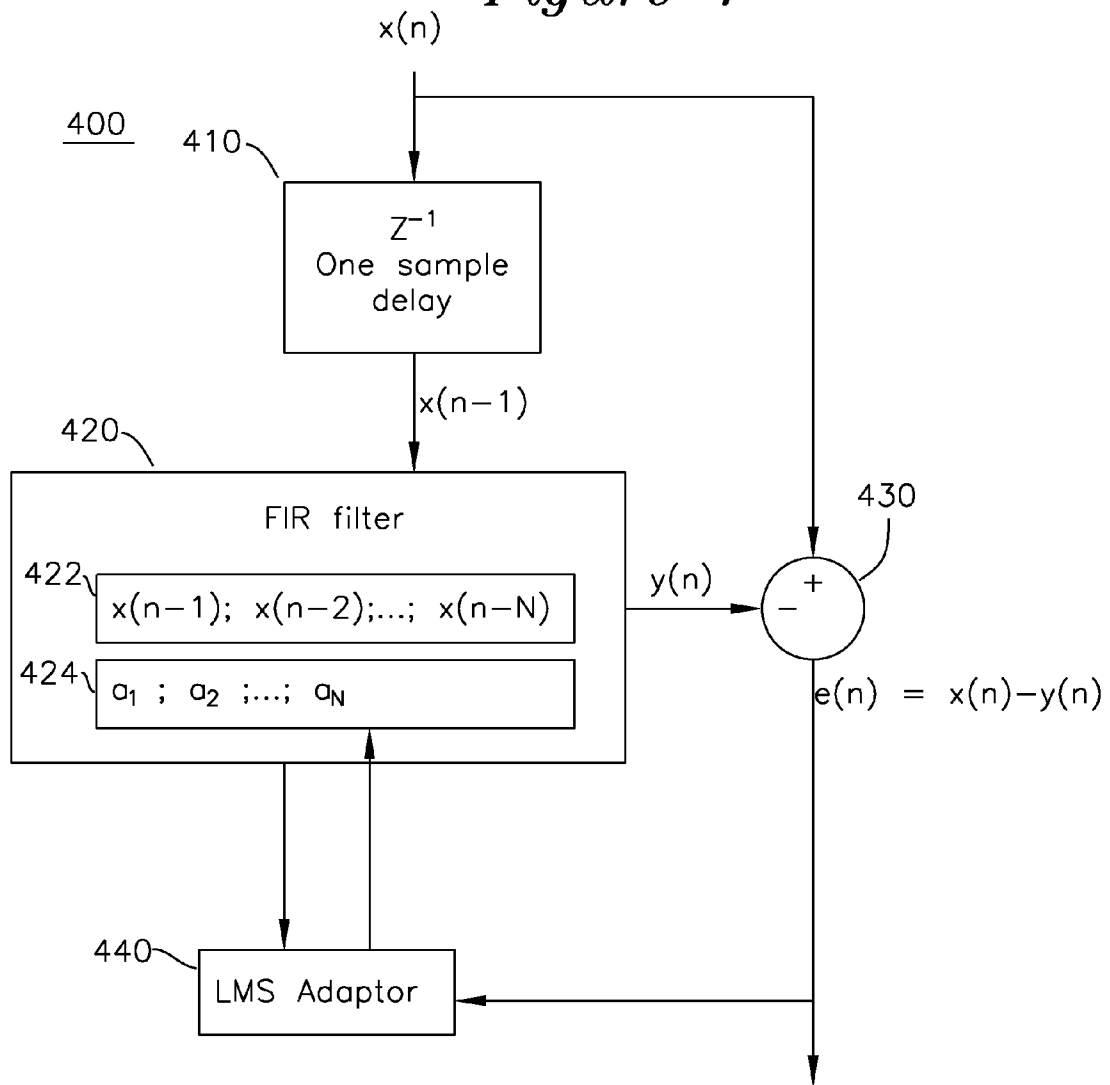 x(n)
400
410
Z⁻¹
One sample
delay
x(n−1)
420
FIR filter
430
422
x(n−1); x(n−2);...; x(n−N)
y(n)
+
−
424
a₁ ; a₂ ;...; a_N
e(n) = x(n)−y(n)
440
LMS Adaptor